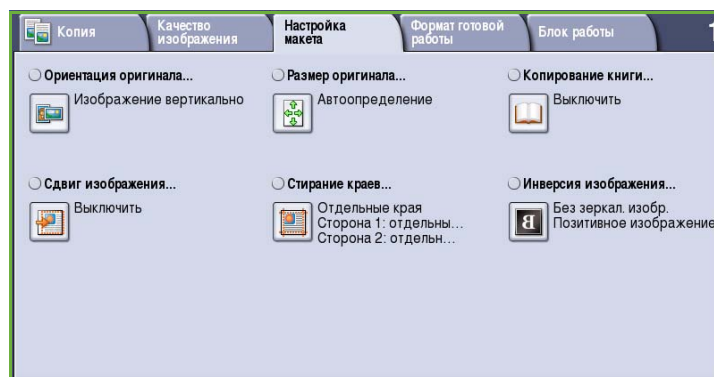 Копия
Качество
изображения
Настройка
макета
Формат готовой
работы
Блок работы
1
Ориентация оригинала...
Изображение вертикально
Размер оригинала...
Автоопределение
Копирование книги...
Выключить
Сдвиг изображения...
Выключить
Стирание краев...
Отдельные края
Сторона 1: отдельны...
Сторона 2: отдельн...
Инверсия изображения...
Без зеркал. изобр.
Позитивное изображение